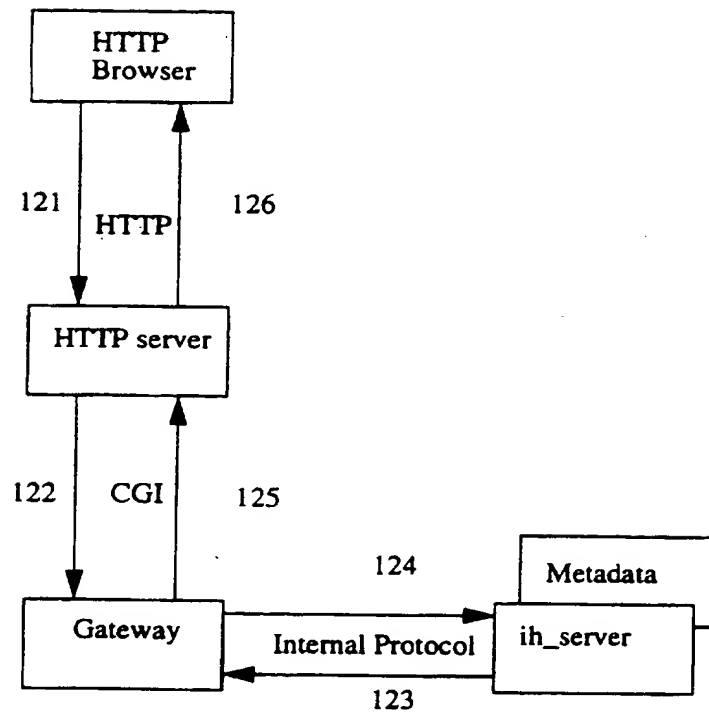 HTTP
Browser
121
HTTP
126
HTTP server
122
CGI
125
124
Metadata
Gateway
Internal Protocol
ih_server
123